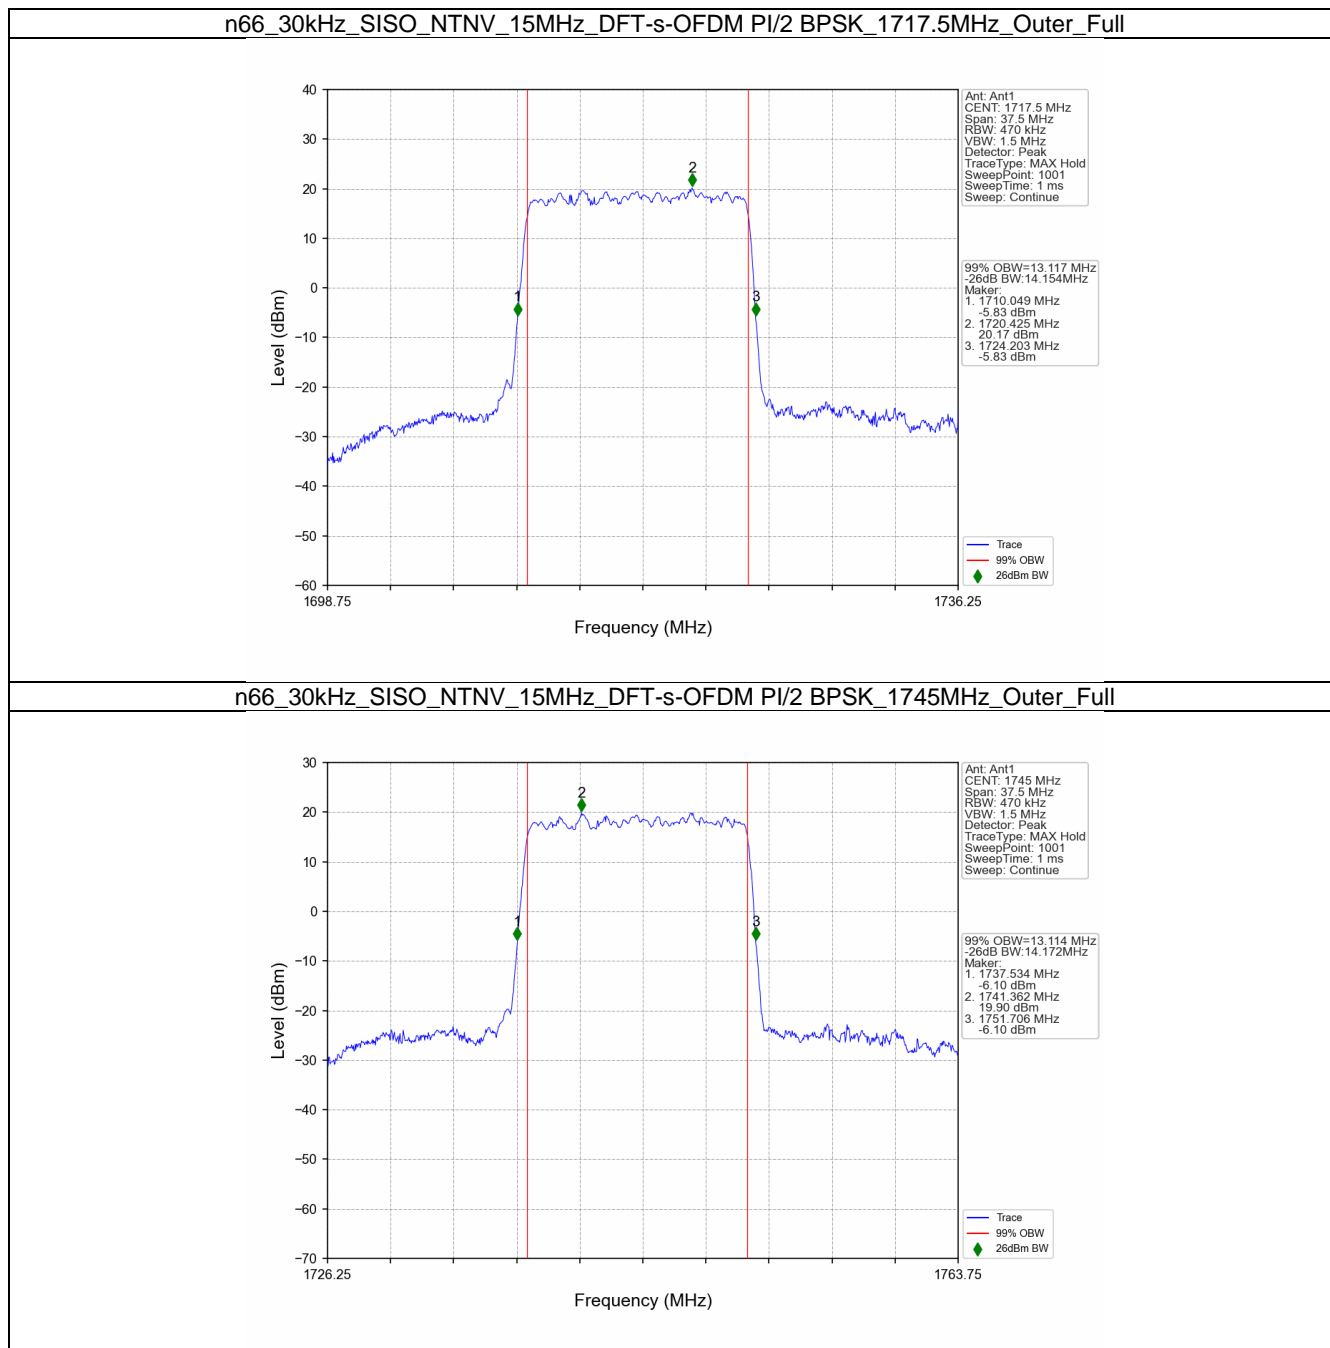 n66_30kHz_SISO_NTNV_15MHz_DFT-s-OFDM PI/2 BPSK_1717.5MHz_Outer_Full
40
30
20
10
0
−10
−20
−30
−40
−50
−60
Level (dBm)
1698.75
1736.25
Frequency (MHz)
1
2
3
Ant: Ant1
CENT: 1717.5 MHz
Span: 37.5 MHz
RBW: 470 kHz
VBW: 1.5 MHz
Detector: Peak
TraceType: MAX Hold
SweepPoint: 1001
SweepTime: 1 ms
Sweep: Continue
99% OBW=13.117 MHz
-26dB BW:14.154MHz
Maker:
1. 1710.049 MHz
-5.83 dBm
2. 1720.425 MHz
20.17 dBm
3. 1724.203 MHz
-5.83 dBm
Trace
99% OBW
26dBm BW
n66_30kHz_SISO_NTNV_15MHz_DFT-s-OFDM PI/2 BPSK_1745MHz_Outer_Full
30
20
10
0
−10
−20
−30
−40
−50
−60
−70
Level (dBm)
1726.25
1763.75
Frequency (MHz)
1
2
3
Ant: Ant1
CENT: 1745 MHz
Span: 37.5 MHz
RBW: 470 kHz
VBW: 1.5 MHz
Detector: Peak
TraceType: MAX Hold
SweepPoint: 1001
SweepTime: 1 ms
Sweep: Continue
99% OBW=13.114 MHz
-26dB BW:14.172MHz
Maker:
1. 1737.534 MHz
-6.10 dBm
2. 1741.362 MHz
19.90 dBm
3. 1751.706 MHz
-6.10 dBm
Trace
99% OBW
26dBm BW